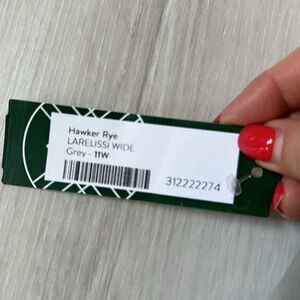 Hawker Rye
LARELISSI WIDE
Grey - 11W
312222274